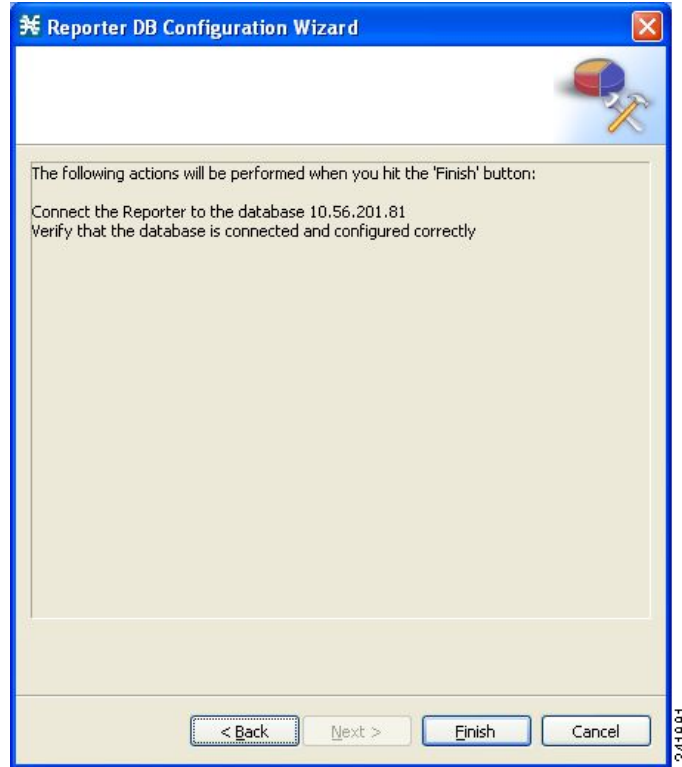 Reporter DB Configuration Wizard
The following actions will be performed when you hit the 'Finish' button:
Connect the Reporter to the database 10.56.201.81
Verify that the database is connected and configured correctly
< Back
Next >
Finish
Cancel
241991